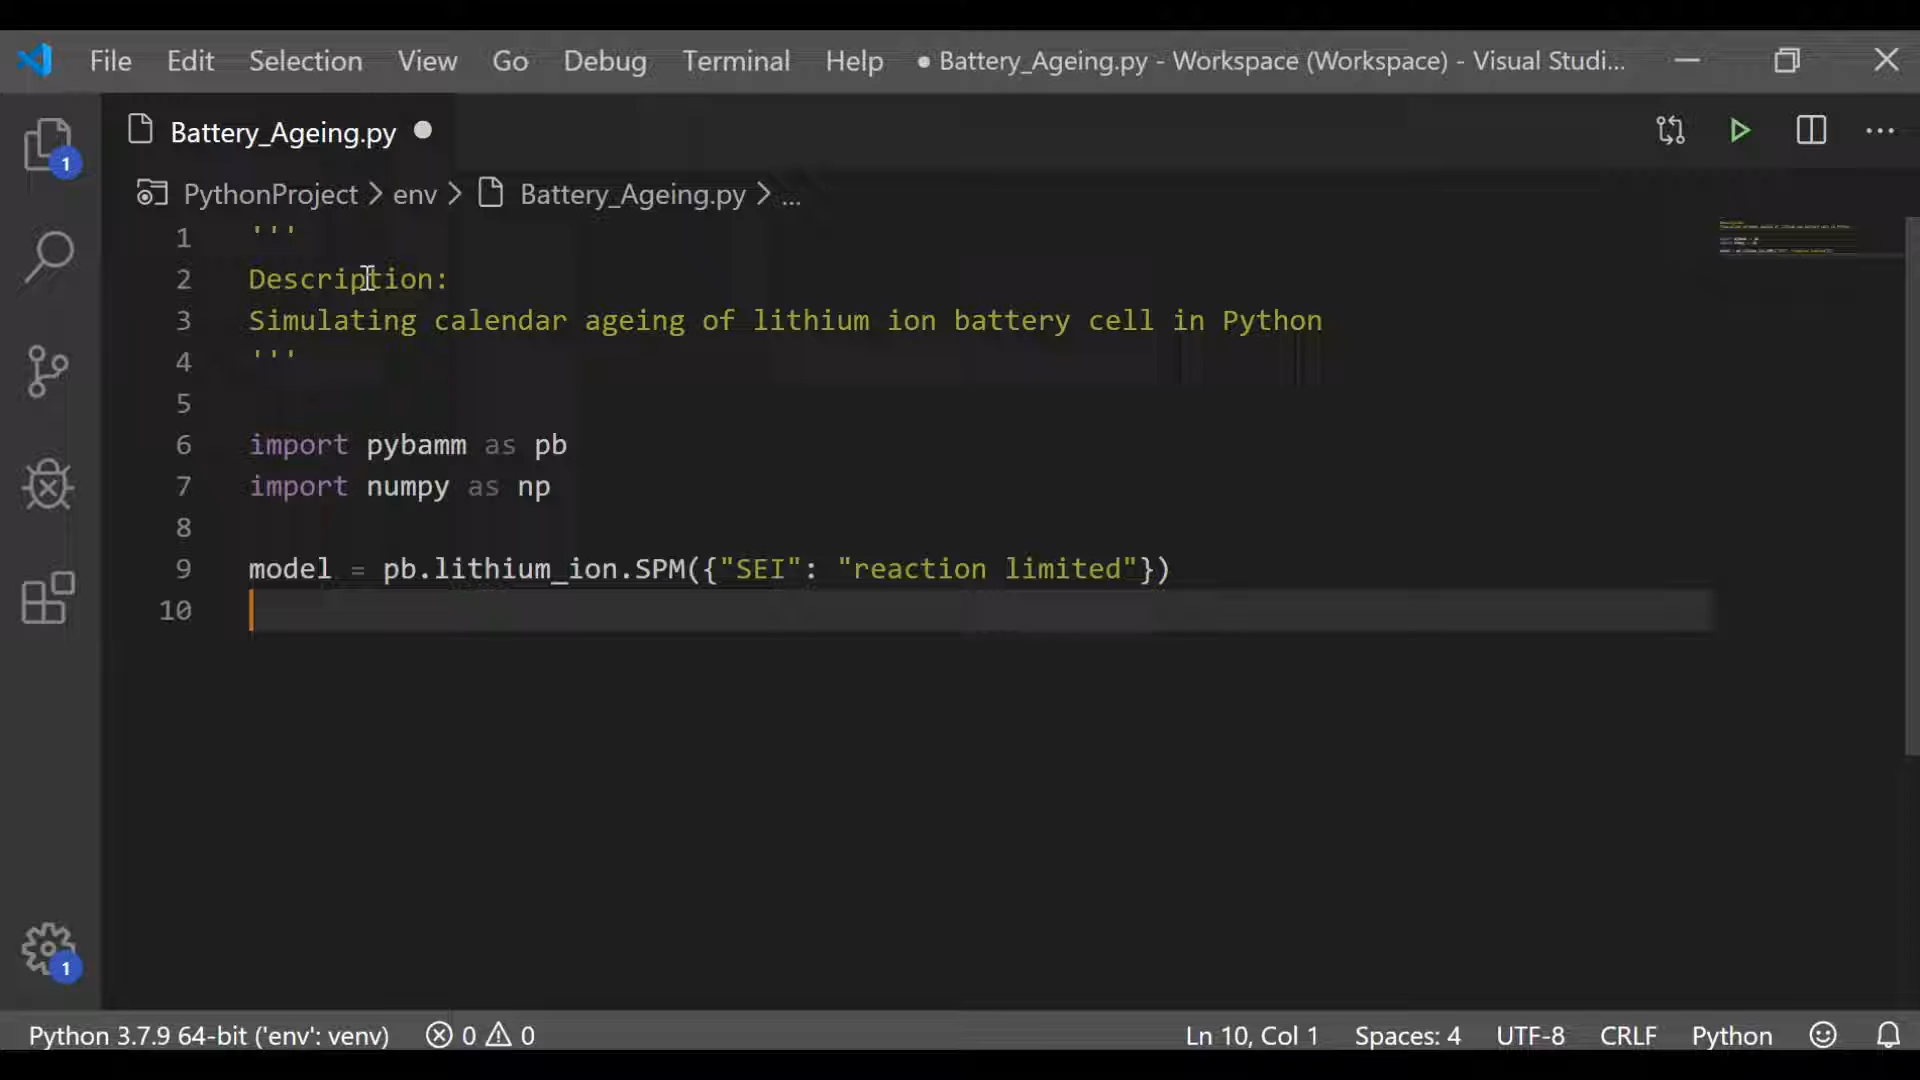 File Edit Selection View Go Debug Terminal Help ● Battery_Ageing.py - Workspace (Workspace) - Visual Studi...
Battery_Ageing.py
PythonProject > env > Battery_Ageing.py > ...
1 '''
2 Description:
3 Simulating calendar ageing of lithium ion battery cell in Python
4 '''
5
6 import pybamm as pb
7 import numpy as np
8
9 model = pb.lithium_ion.SPM({"SEI": "reaction limited"})
10
1
1
Python 3.7.9 64-bit ('env': venv) 0 0 Ln 10, Col 1 Spaces: 4 UTF-8 CRLF Python